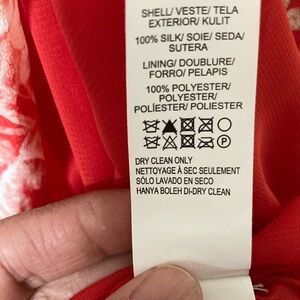 SHELL/ VESTE/ TELA
EXTERIOR/ KULIT
100% SILK/ SOIE/ SEDA/
SUTERA
LINING/ DOUBLURE/
FORRO/ PELAPIS
100% POLYESTER/
POLYESTER/
POLÍESTER/ POLIESTER
P
DRY CLEAN ONLY
NETTOYAGE À SEC SEULEMENT
SÓLO LAVADO EN SECO
HANYA BOLEH DI-DRY CLEAN